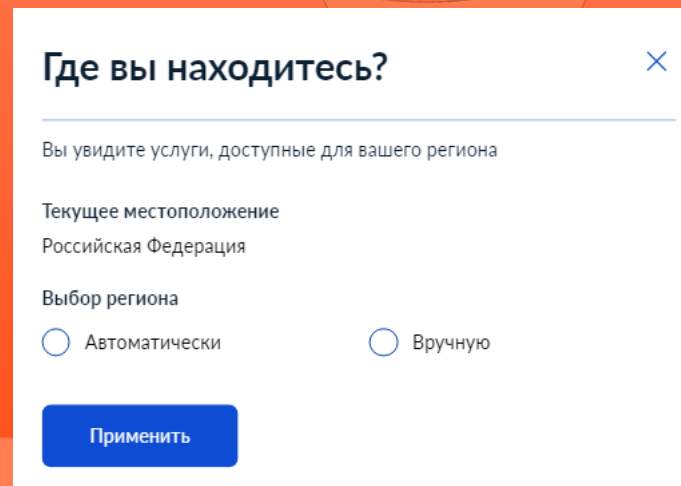 Где вы находитесь?
Вы увидите услуги, доступные для вашего региона
Текущее местоположение
Российская Федерация
Выбор региона
Автоматически Вручную
Применить